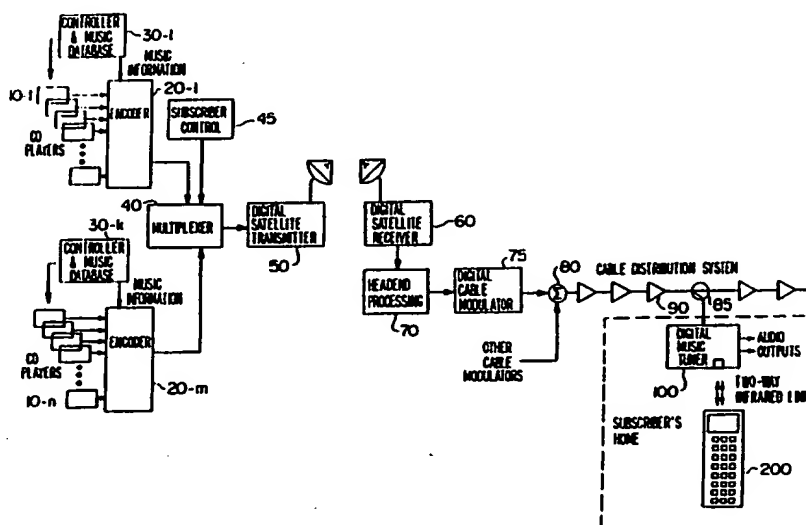 CONTROLLER
& MUSIC
DATABASE
30-1
MUSIC
INFORMATION
20-1
10-1
ENCODER
CD
PLAYERS
SUBSCRIBER
CONTROL
45
40
MULTIPLEXER
DIGITAL
SATELLITE
TRANSMITTER
50
DIGITAL
SATELLITE
RECEIVER
60
30-k
CONTROLLER
& MUSIC
DATABASE
MUSIC
INFORMATION
ENCODER
CD
PLAYERS
10-n
20-m
HEADEND
PROCESSING
70
DIGITAL
CABLE
MODULATOR
75
80
Σ
CABLE DISTRIBUTION SYSTEM
90
85
OTHER
CABLE
MODULATORS
DIGITAL
MUSIC
TUNER
100
AUDIO
OUTPUTS
TWO-WAY
INFRARED LINK
SUBSCRIBER'S
HOME
200